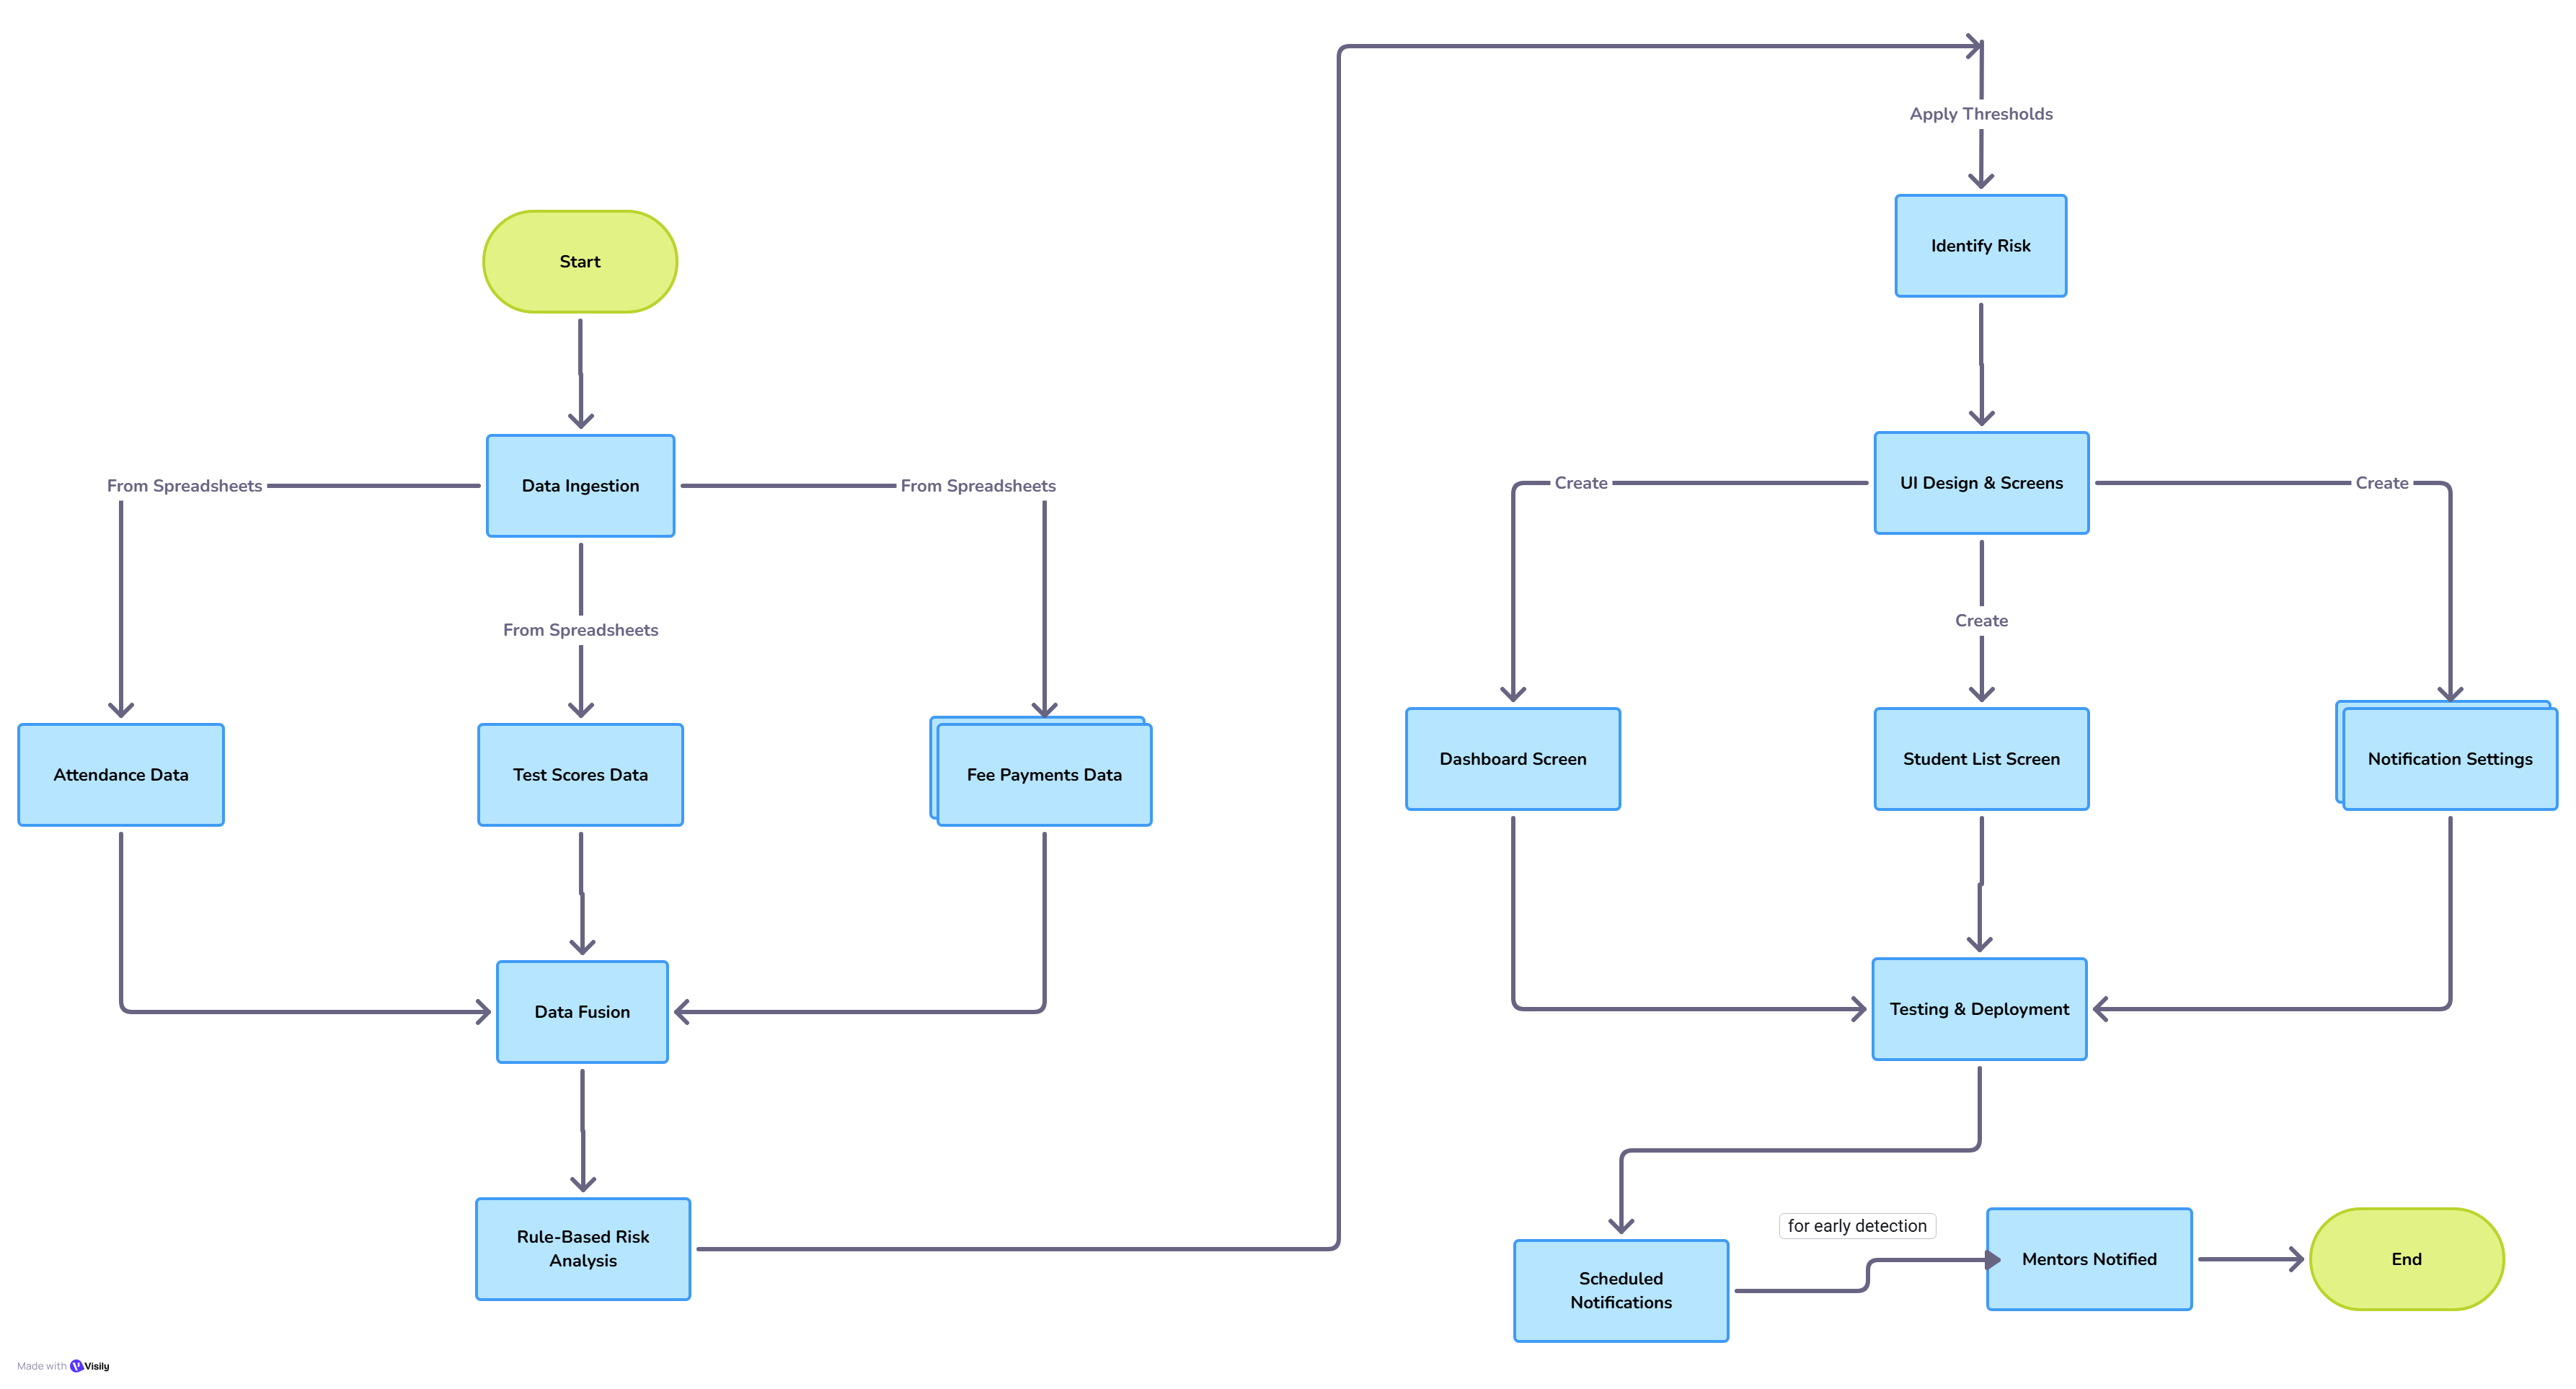 Start
Data Ingestion
From Spreadsheets
From Spreadsheets
From Spreadsheets
Attendance Data
Test Scores Data
Fee Payments Data
Data Fusion
Rule-Based Risk
Analysis
Apply Thresholds
Identify Risk
UI Design & Screens
Create
Create
Create
Dashboard Screen
Student List Screen
Notification Settings
Testing & Deployment
Scheduled
Notifications
for early detection
Mentors Notified
End
Made with Visily